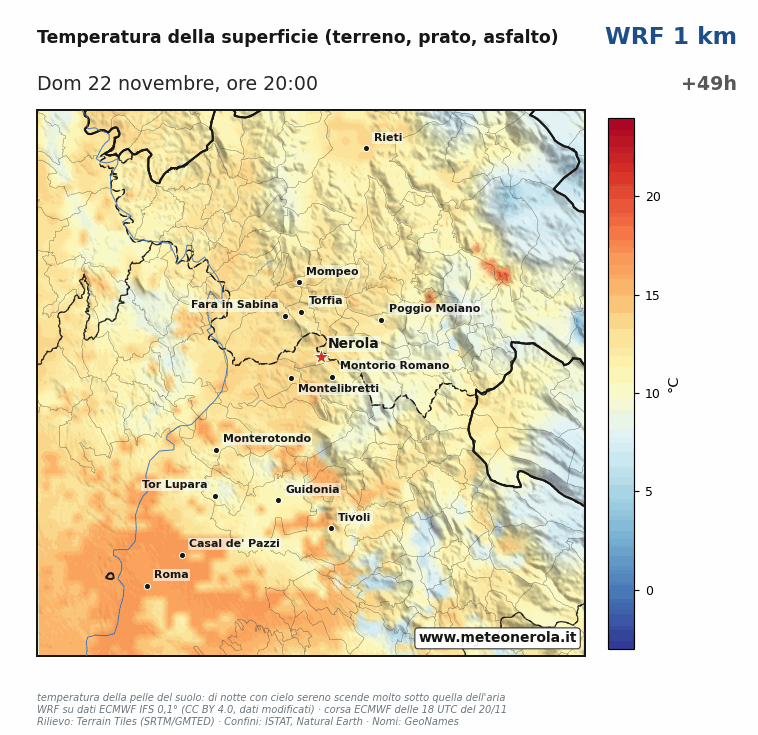 Temperatura della superficie (terreno, prato, asfalto)
WRF 1 km
Dom 22 novembre, ore 20:00
+49h
Rieti
Mompeo
Fara in Sabina
Toffia
Poggio Moiano
Nerola
Montorio Romano
Montelibretti
Monterotondo
Tor Lupara
Guidonia
Tivoli
Casal de' Pazzi
Roma
www.meteonerola.it
20
15
10
5
0
°C
temperatura della pelle del suolo: di notte con cielo sereno scende molto sotto quella dell'aria
WRF su dati ECMWF IFS 0,1° (CC BY 4.0, dati modificati) · corsa ECMWF delle 18 UTC del 20/11
Rilievo: Terrain Tiles (SRTM/GMTED) · Confini: ISTAT, Natural Earth · Nomi: GeoNames